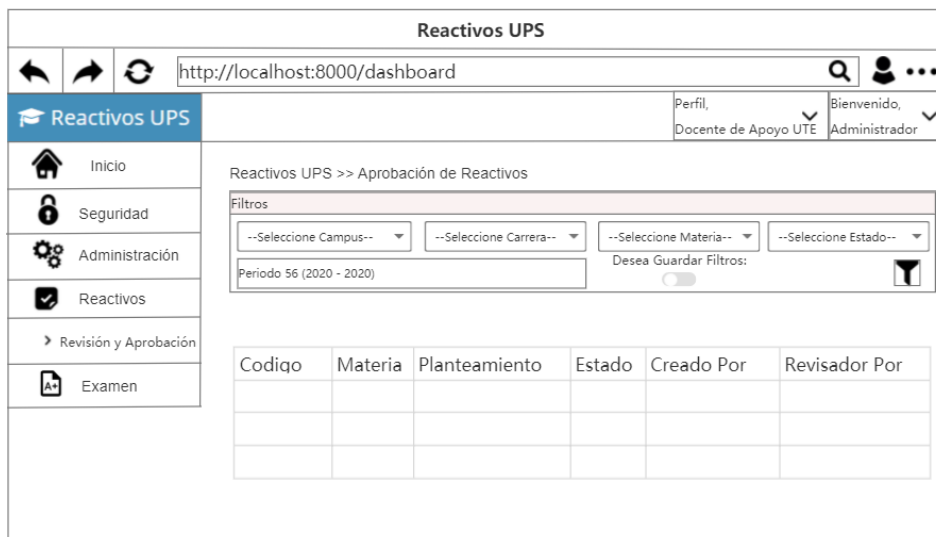 Reactivos UPS
http://localhost:8000/dashboard
Reactivos UPS
Perfil,
Docente de Apoyo UTE
Bienvenido,
Administrador
Inicio
Seguridad
Administración
Reactivos
Revisión y Aprobación
A+ Examen
Reactivos UPS >> Aprobación de Reactivos
Filtros
--Seleccione Campus-- --Seleccione Carrera-- --Seleccione Materia-- --Seleccione Estado--
Periodo 56 (2020 - 2020)
Desea Guardar Filtros:
Codigo Materia Planteamiento Estado Creado Por Revisador Por